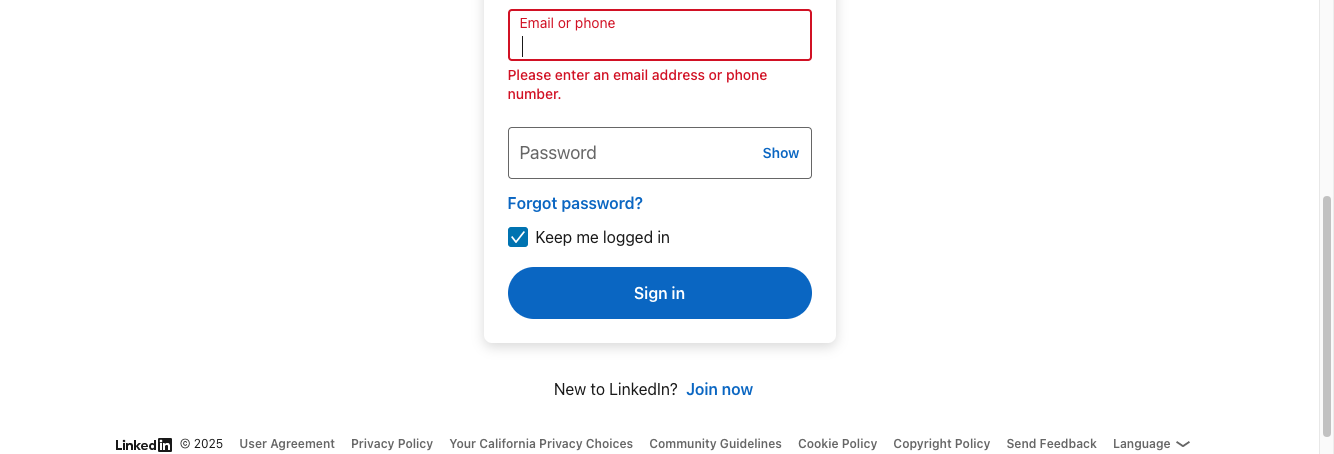 Email or phone
Please enter an email address or phone
number.
Password Show
Forgot password?
Keep me logged in
Sign in
New to LinkedIn? Join now
Linkedin © 2025 User Agreement Privacy Policy Your California Privacy Choices Community Guidelines Cookie Policy Copyright Policy Send Feedback Language